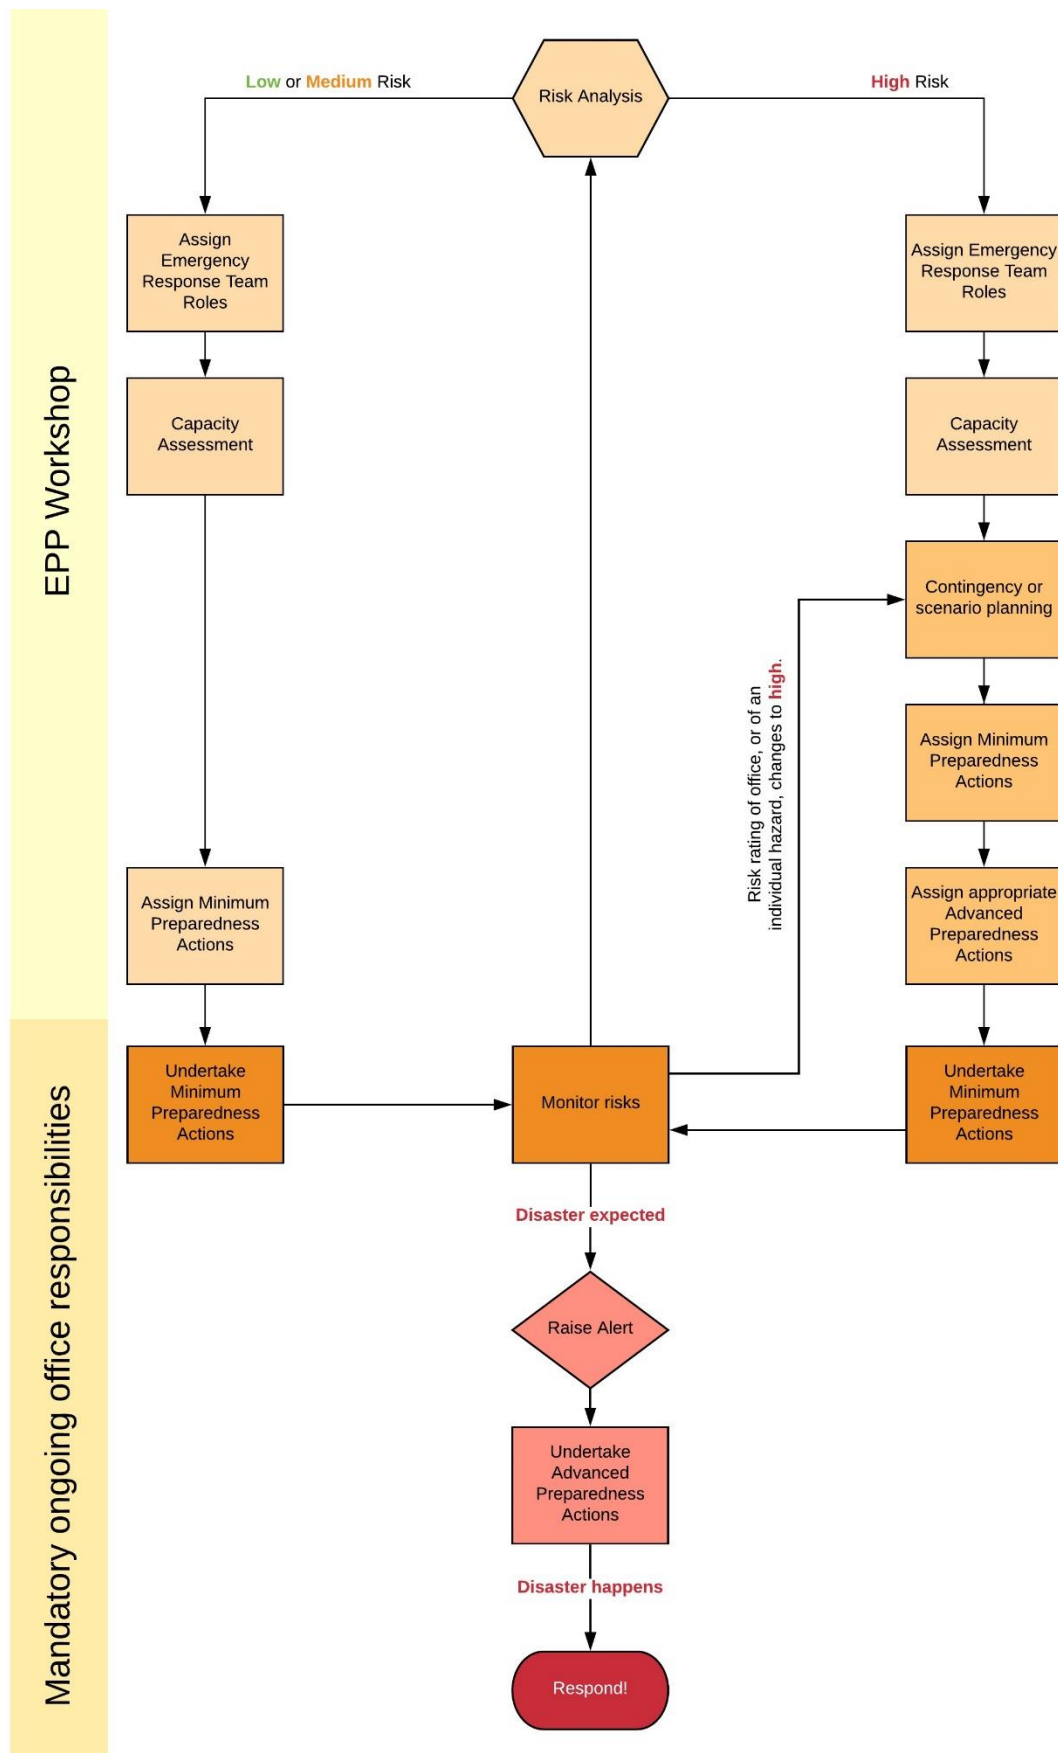 Low or Medium Risk
Risk Analysis
High Risk
Assign
Emergency
Response Team
Roles
Assign Emergency
Response Team
Roles
Capacity
Assessment
Capacity
Assessment
EPP Workshop
Contingency or
scenario planning
Risk rating of office, or of an
individual hazard, changes to high.
Assign Minimum
Preparedness
Actions
Assign Minimum
Preparedness
Actions
Assign appropriate
Advanced
Preparedness
Actions
Undertake
Minimum
Preparedness
Actions
Monitor risks
Undertake
Minimum
Preparedness
Actions
Mandatory ongoing office responsibilities
Disaster expected
Raise Alert
Undertake
Advanced
Preparedness
Actions
Disaster happens
Respond!